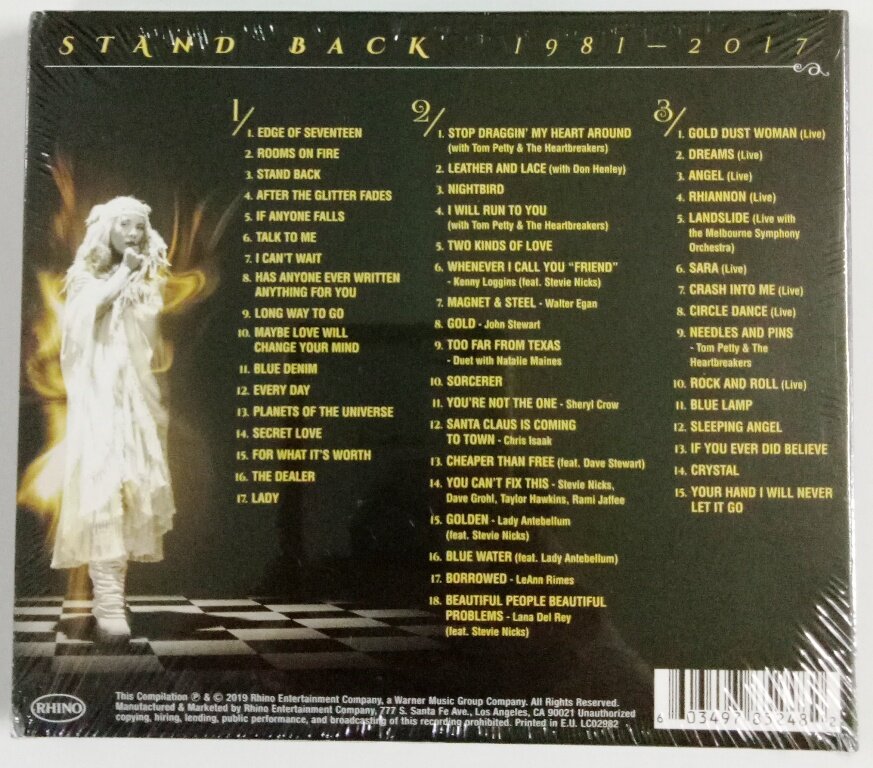 STAND BACK 1981–2017
1/
1. EDGE OF SEVENTEEN
2. ROOMS ON FIRE
3. STAND BACK
4. AFTER THE GLITTER FADES
5. IF ANYONE FALLS
6. TALK TO ME
7. I CAN'T WAIT
8. HAS ANYONE EVER WRITTEN
ANYTHING FOR YOU
9. LONG WAY TO GO
10. MAYBE LOVE WILL
CHANGE YOUR MIND
11. BLUE DENIM
12. EVERY DAY
13. PLANETS OF THE UNIVERSE
14. SECRET LOVE
15. FOR WHAT IT'S WORTH
16. THE DEALER
17. LADY
2/
1. STOP DRAGGIN' MY HEART AROUND
(with Tom Petty & The Heartbreakers)
2. LEATHER AND LACE (with Don Henley)
3. NIGHTBIRD
4. I WILL RUN TO YOU
(with Tom Petty & The Heartbreakers)
5. TWO KINDS OF LOVE
6. WHENEVER I CALL YOU "FRIEND"
- Kenny Loggins (feat. Stevie Nicks)
7. MAGNET & STEEL - Walter Egan
8. GOLD - John Stewart
9. TOO FAR FROM TEXAS
- Duet with Natalie Maines
10. SORCERER
11. YOU'RE NOT THE ONE - Sheryl Crow
12. SANTA CLAUS IS COMING
TO TOWN - Chris Isaak
13. CHEAPER THAN FREE (feat. Dave Stewart)
14. YOU CAN'T FIX THIS - Stevie Nicks,
Dave Grohl, Taylor Hawkins, Rami Jaffee
15. GOLDEN - Lady Antebellum
(feat. Stevie Nicks)
16. BLUE WATER (feat. Lady Antebellum)
17. BORROWED - LeAnn Rimes
18. BEAUTIFUL PEOPLE BEAUTIFUL
PROBLEMS - Lana Del Rey
(feat. Stevie Nicks)
3/
1. GOLD DUST WOMAN (Live)
2. DREAMS (Live)
3. ANGEL (Live)
4. RHIANNON (Live)
5. LANDSLIDE (Live with
the Melbourne Symphony
Orchestra)
6. SARA (Live)
7. CRASH INTO ME (Live)
8. CIRCLE DANCE (Live)
9. NEEDLES AND PINS
- Tom Petty & The
Heartbreakers
10. ROCK AND ROLL (Live)
11. BLUE LAMP
12. SLEEPING ANGEL
13. IF YOU EVER DID BELIEVE
14. CRYSTAL
15. YOUR HAND I WILL NEVER
LET IT GO
RHINO
This Compilation ℗ & © 2019 Rhino Entertainment Company, a Warner Music Group Company. All Rights Reserved.
Manufactured & Marketed by Rhino Entertainment Company, 777 S. Santa Fe Ave., Los Angeles, CA 90021 Unauthorized
copying, hiring, lending, public performance, and broadcasting of this recording prohibited. Printed in E.U. LC02982
6 03497 85248 2